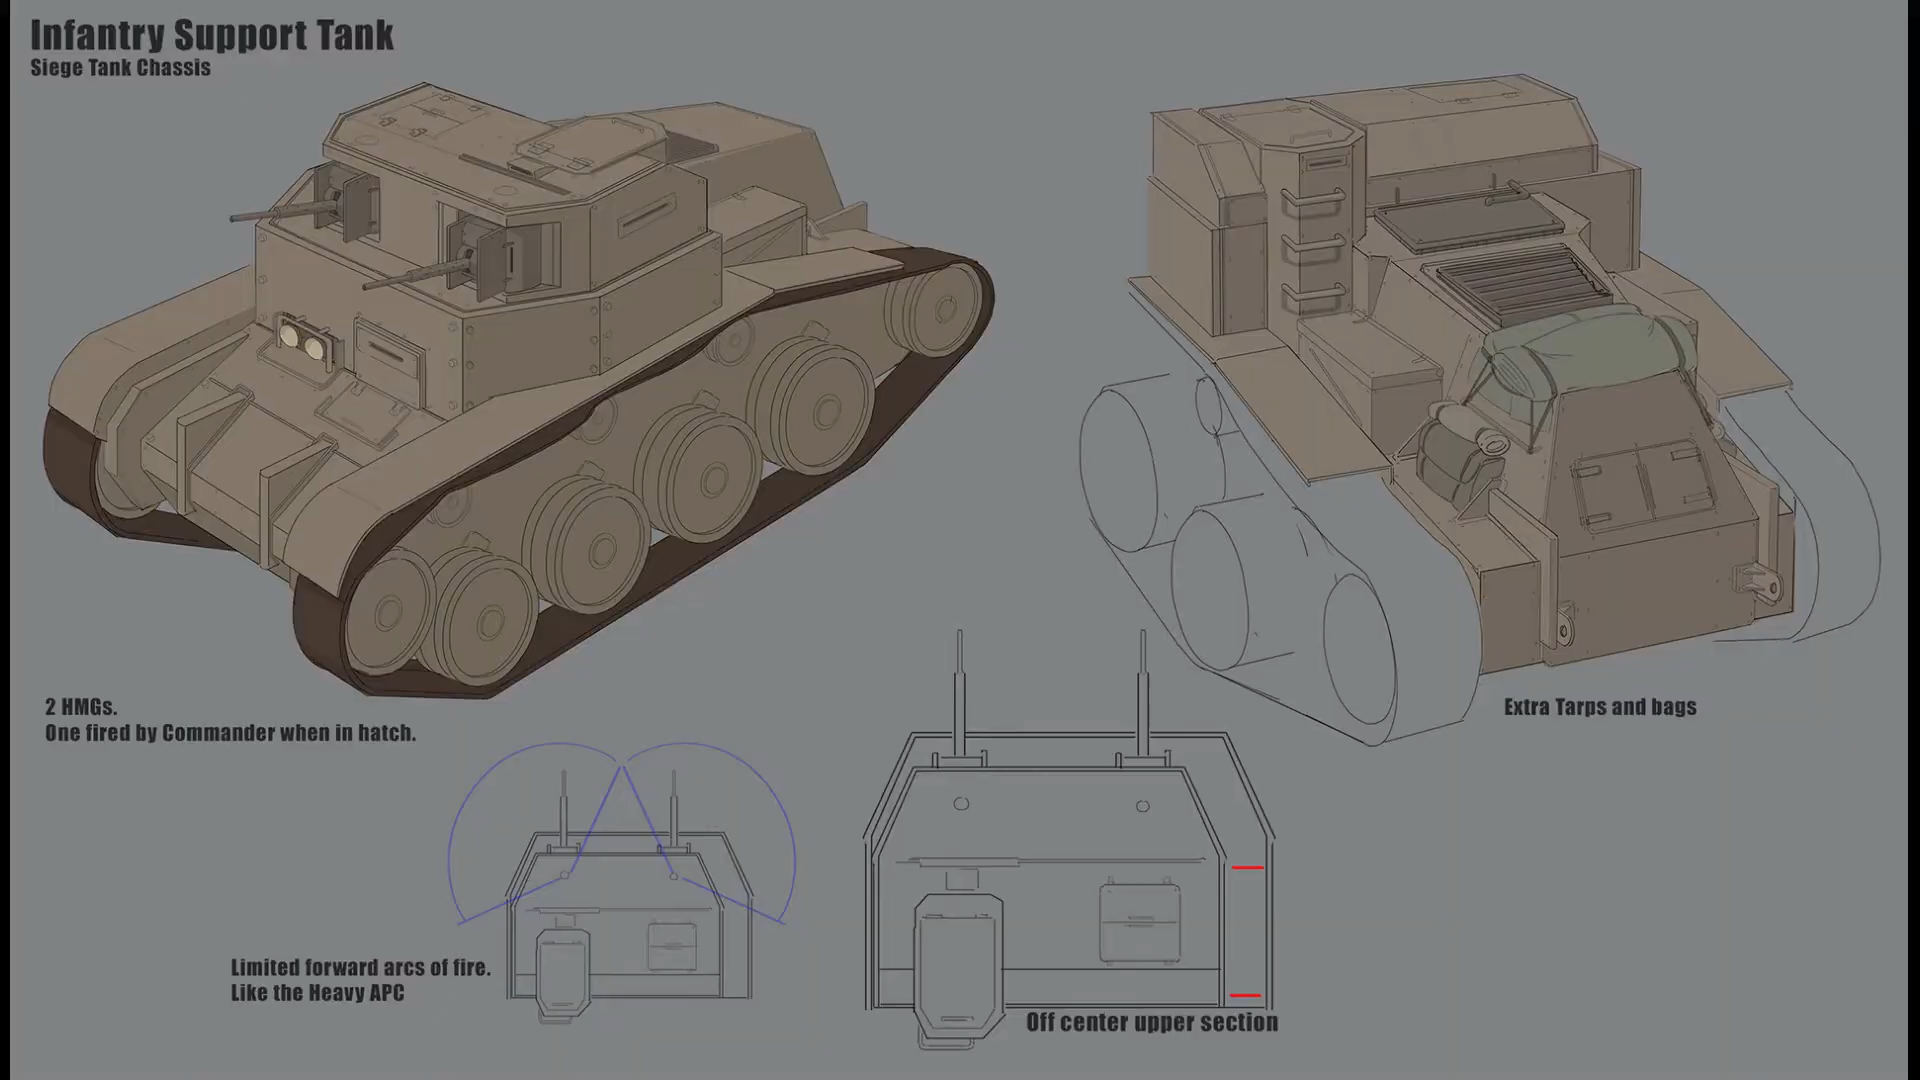 Infantry Support Tank
Siege Tank Chassis
2 HMGs.
One fired by Commander when in hatch.
Extra Tarps and bags
Limited forward arcs of fire.
Like the Heavy APC
Off center upper section